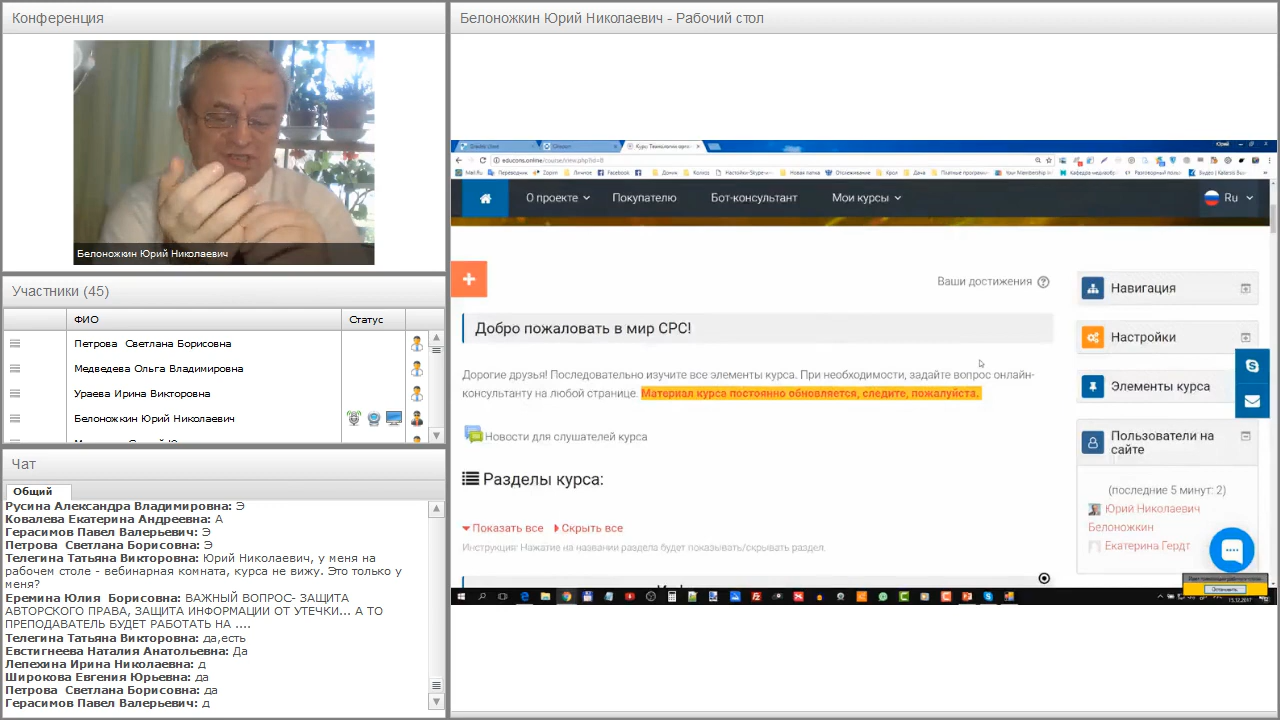 Конференция
Белоножкин Юрий Николаевич
Участники (45)
ФИО
Статус
Петрова Светлана Борисовна
Медведева Ольга Владимировна
Ураева Ирина Викторовна
Белоножкин Юрий Николаевич
Чат
Общий
Русина Александра Владимировна: Э
Ковалева Екатерина Андреевна: А
Герасимов Павел Валерьевич: Э
Петрова Светлана Борисовна: Э
Телегина Татьяна Викторовна: Юрий Николаевич, у меня на
рабочем столе - вебинарная комната, курса не вижу. Это только у
меня?
Еремина Юлия Борисовна: ВАЖНЫЙ ВОПРОС- ЗАЩИТА
АВТОРСКОГО ПРАВА, ЗАЩИТА ИНФОРМАЦИИ ОТ УТЕЧКИ... А ТО
ПРЕПОДАВАТЕЛЬ БУДЕТ РАБОТАТЬ НА ....
Телегина Татьяна Викторовна: да,есть
Евстигнеева Наталия Анатольевна: Да
Лепехина Ирина Николаевна: д
Широкова Евгения Юрьевна: да
Петрова Светлана Борисовна: да
Герасимов Павел Валерьевич: д
Белоножкин Юрий Николаевич - Рабочий стол
educons.online/course/view.php?id=8
О проекте
Покупателю
Бот-консультант
Мои курсы
Ru
Ваши достижения
Добро пожаловать в мир СРС!
Дорогие друзья! Последовательно изучите все элементы курса. При необходимости, задайте вопрос онлайн-
консультанту на любой странице. Материал курса постоянно обновляется, следите, пожалуйста.
Новости для слушателей курса
Разделы курса:
Показать все
Скрыть все
Инструкция: Нажатие на названии раздела будет показывать/скрывать раздел.
Навигация
Настройки
Элементы курса
Пользователи на
сайте
(последние 5 минут: 2)
Юрий Николаевич
Белоножкин
Екатерина Гердт